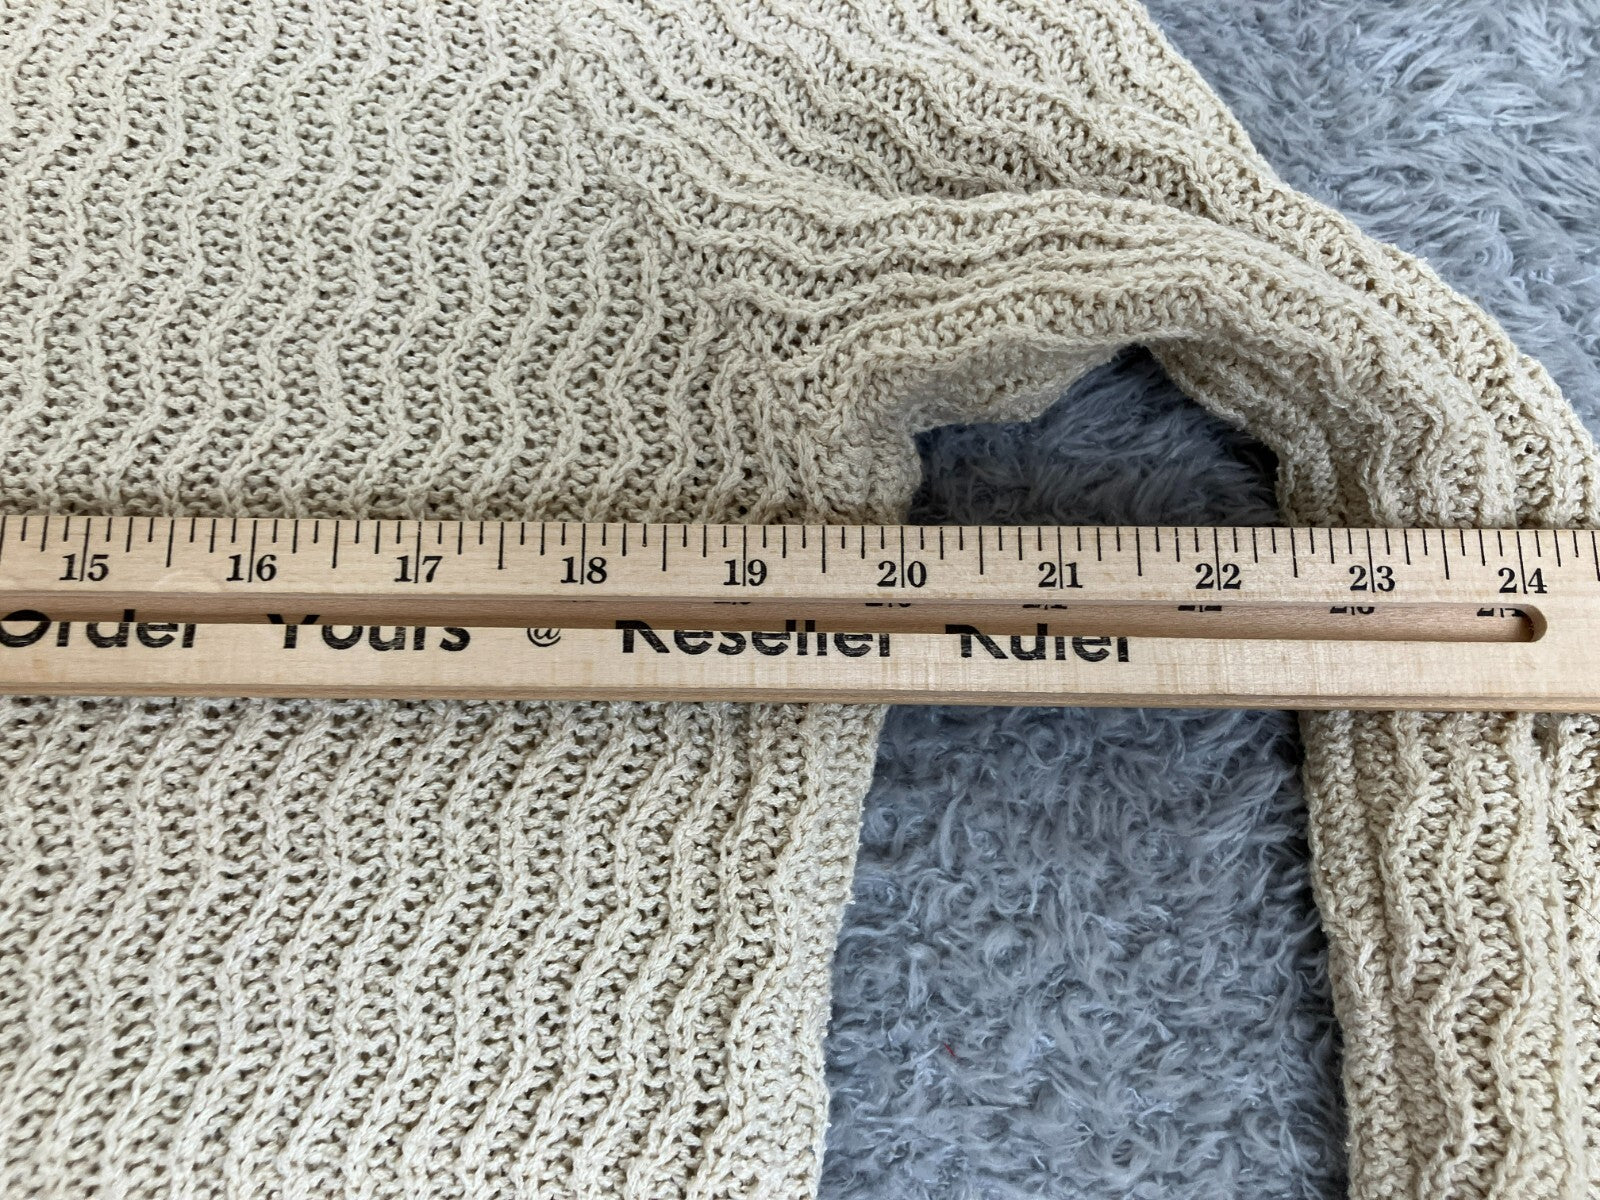 15 16 17 18 19 20 21 22 23 24
Order Yours @ Reseller Ruler